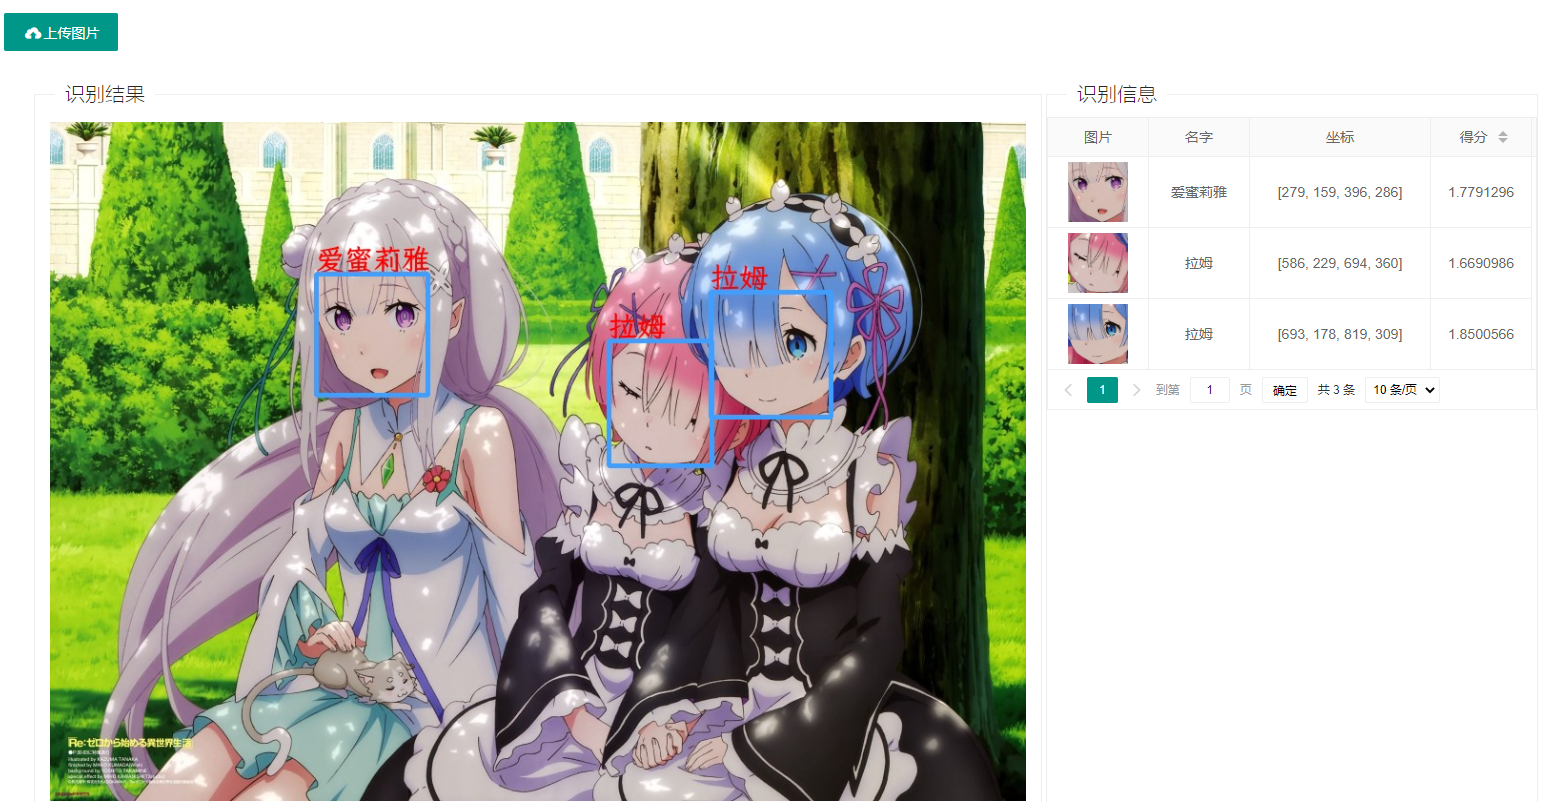 上传图片
识别结果
识别信息
爱蜜莉雅
拉姆
拉姆
Re:ゼロから始める異世界生活
图片 名字 坐标 得分
爱蜜莉雅 [279, 159, 396, 286] 1.7791296
拉姆 [586, 229, 694, 360] 1.6690986
拉姆 [693, 178, 819, 309] 1.8500566
1 到第 1 页 确定 共 3 条 10 条/页